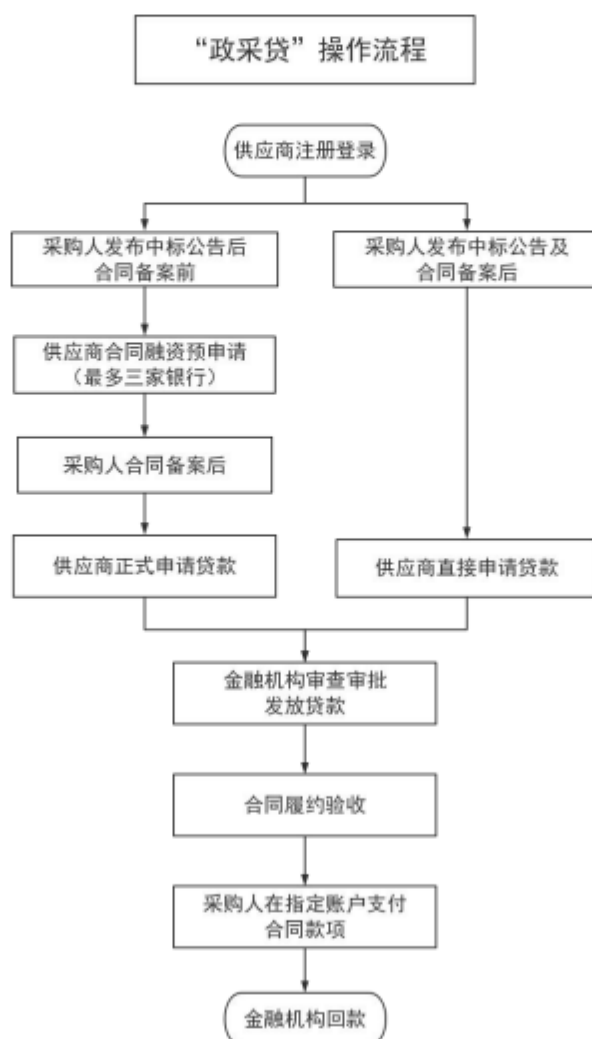 “政采贷”操作流程
供应商注册登录
采购人发布中标公告后
合同备案前
采购人发布中标公告及
合同备案后
供应商合同融资预申请
（最多三家银行）
采购人合同备案后
供应商正式申请贷款
供应商直接申请贷款
金融机构审查审批
发放贷款
合同履约验收
采购人在指定账户支付
合同款项
金融机构回款